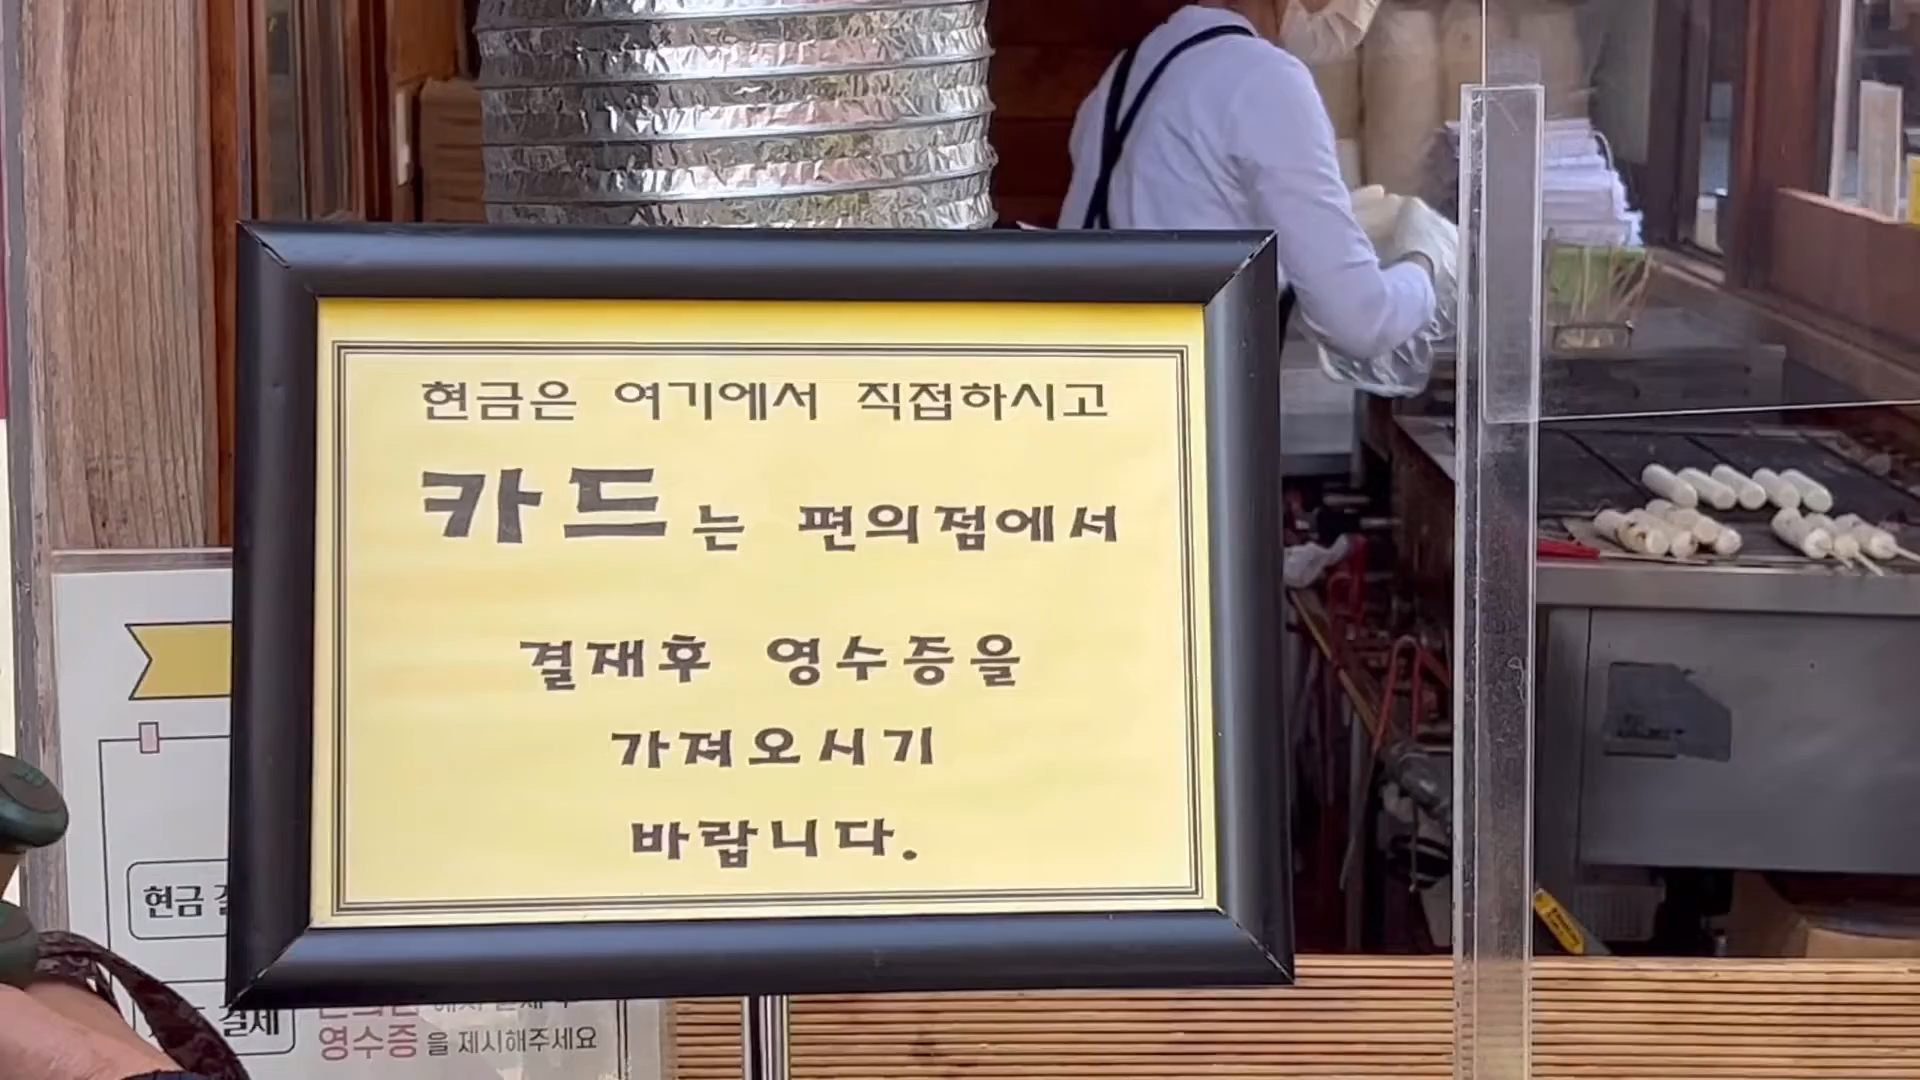 현금은 여기에서 직접하시고
카드는 편의점에서
결재후 영수증을
가져오시기
바랍니다.
현금
결제
영수증을 제시해주세요